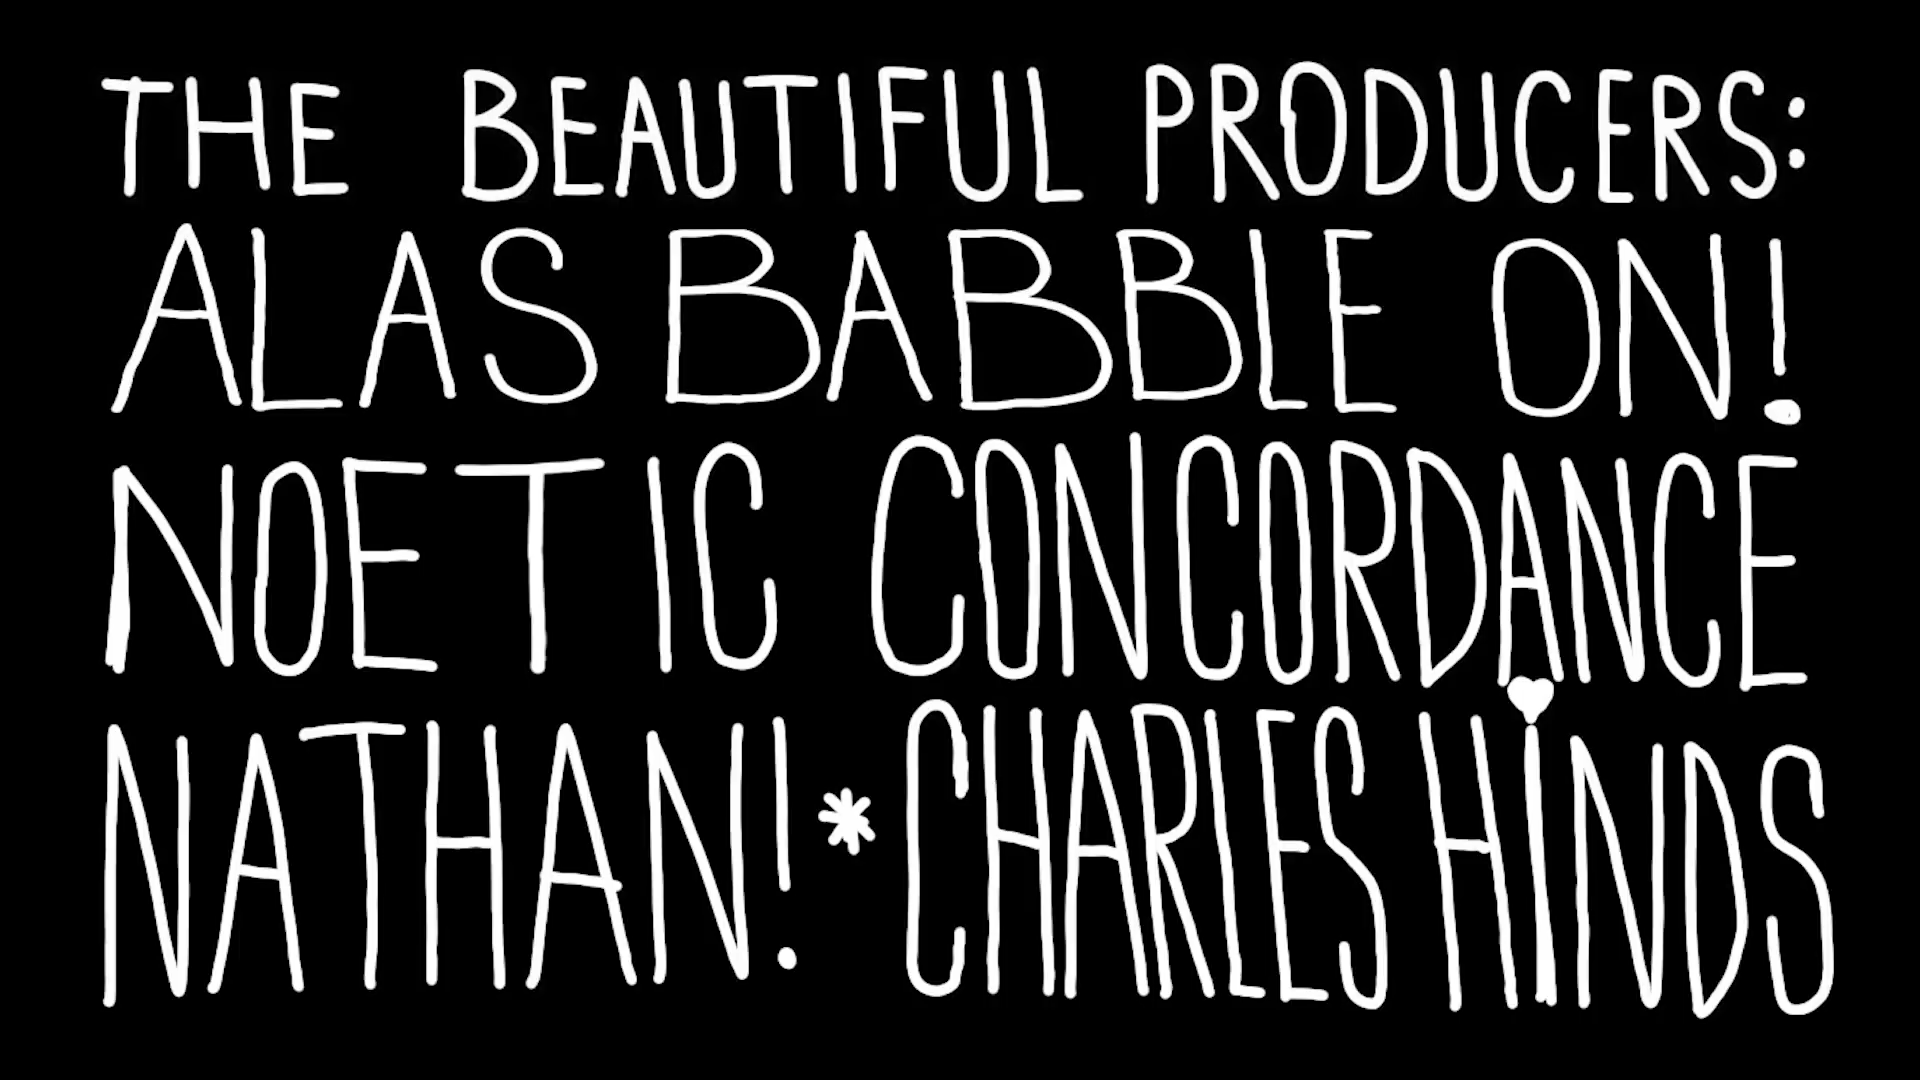 THE BEAUTIFUL PRODUCERS:
ALAS BABBLE ON!
NOETIC CONCORDANCE
NATHAN! * CHARLES HINDS